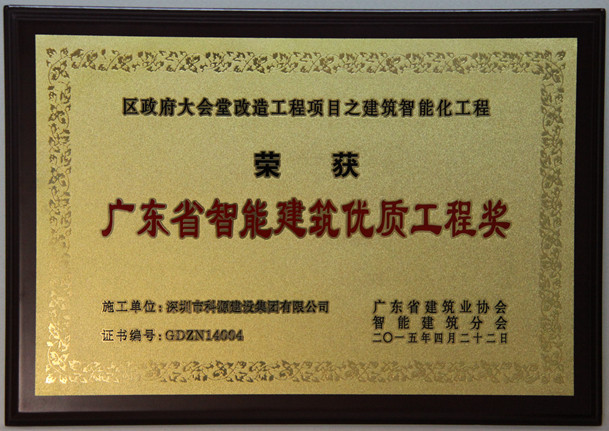 区政府大会堂改造工程项目之建筑智能化工程
荣 获
广东省智能建筑优质工程奖
施工单位:深圳市科源建设集团有限公司
证书编号:GDZN14004
广东省建筑业协会
智能建筑分会
二〇一五年四月二十二日